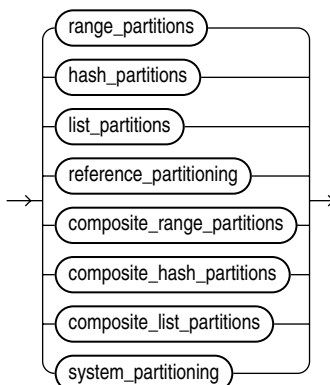 range_partitions
hash_partitions
list_partitions
reference_partitioning
composite_range_partitions
composite_hash_partitions
composite_list_partitions
system_partitioning